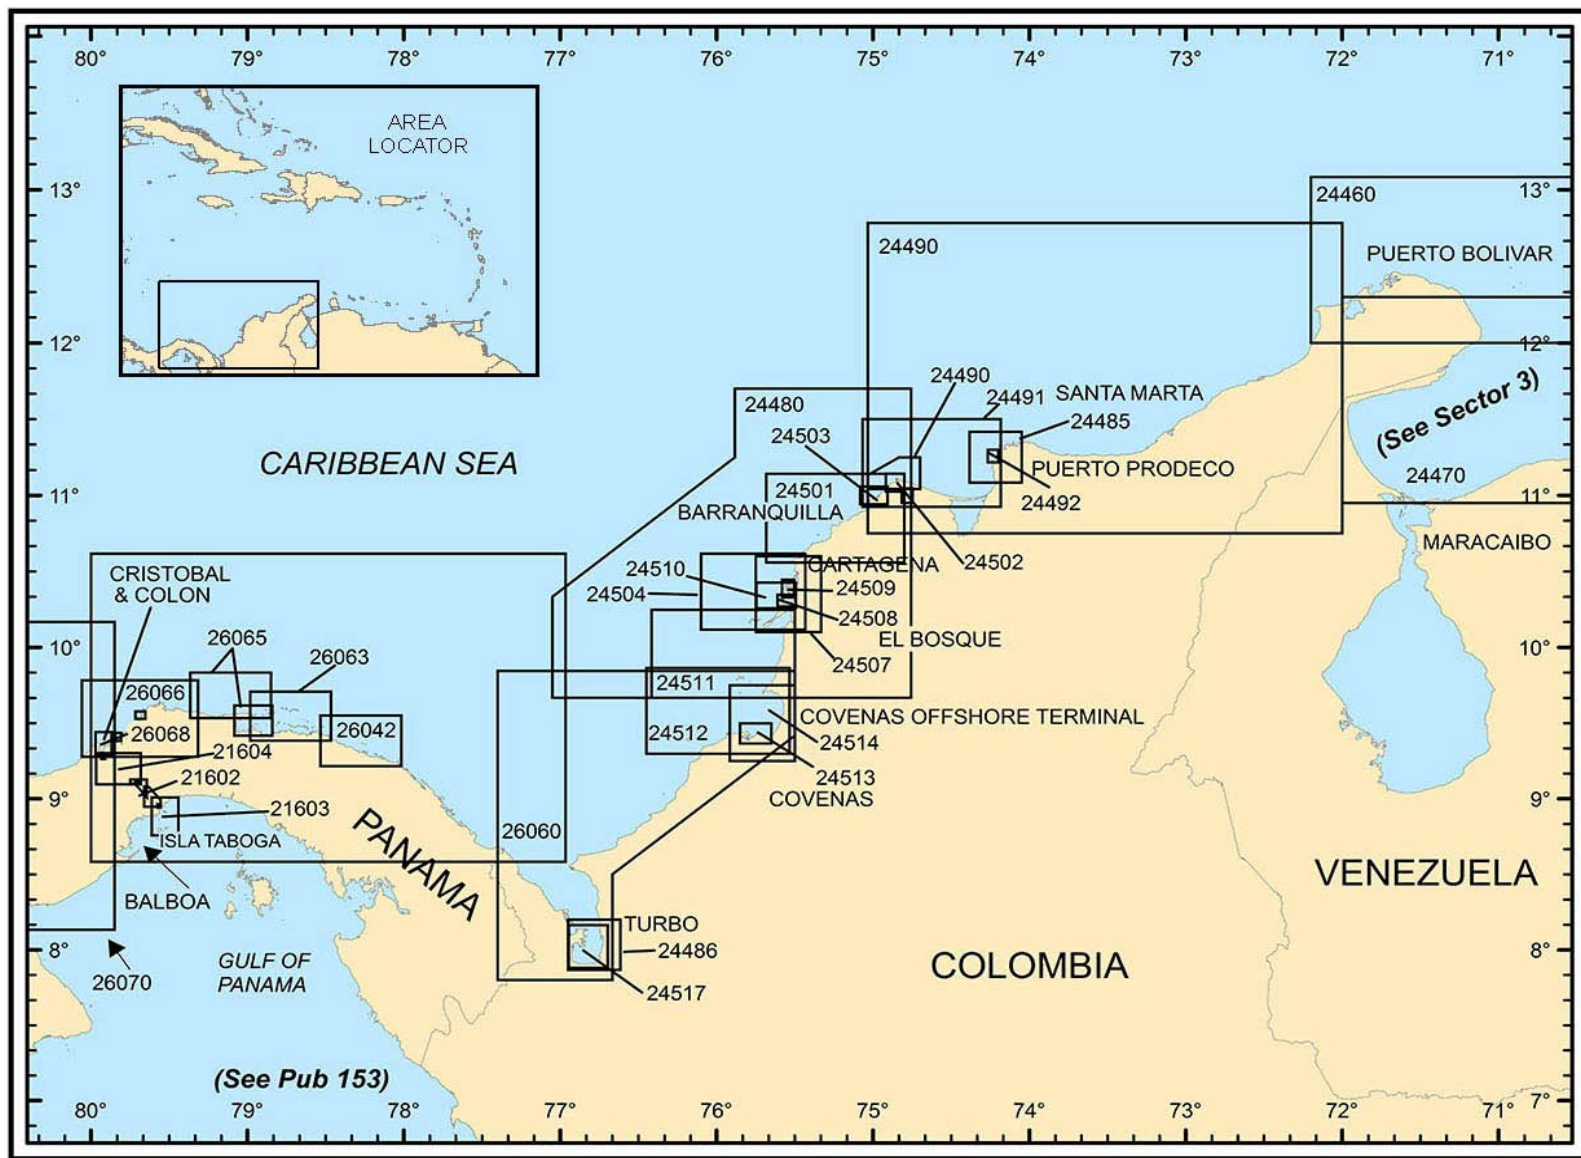 80° 79° 78° 77° 76° 75° 74° 73° 72° 71°
AREA
LOCATOR
13°
13°
24460
24490
PUERTO BOLIVAR
12°
12°
24490
24491
SANTA MARTA
24480
24485
24503
(See Sector 3)
CARIBBEAN SEA
PUERTO PRODECO
24470
11°
11°
24501
24492
BARRANQUILLA
MARACAIBO
24502
CARTAGENA
CRISTOBAL
& COLON
24510
24509
24504
24508
EL BOSQUE
10°
10°
26065
26063
24507
24511
26066
COVENAS OFFSHORE TERMINAL
26042
24512
26068
24514
21604
21602
24513
COVENAS
9°
9°
21603
26060
ISLA TABOGA
PANAMA
VENEZUELA
BALBOA
TURBO
8°
8°
24486
GULF OF
PANAMA
COLOMBIA
26070
24517
(See Pub 153)
7°
80° 79° 78° 77° 76° 75° 74° 73° 72° 71°